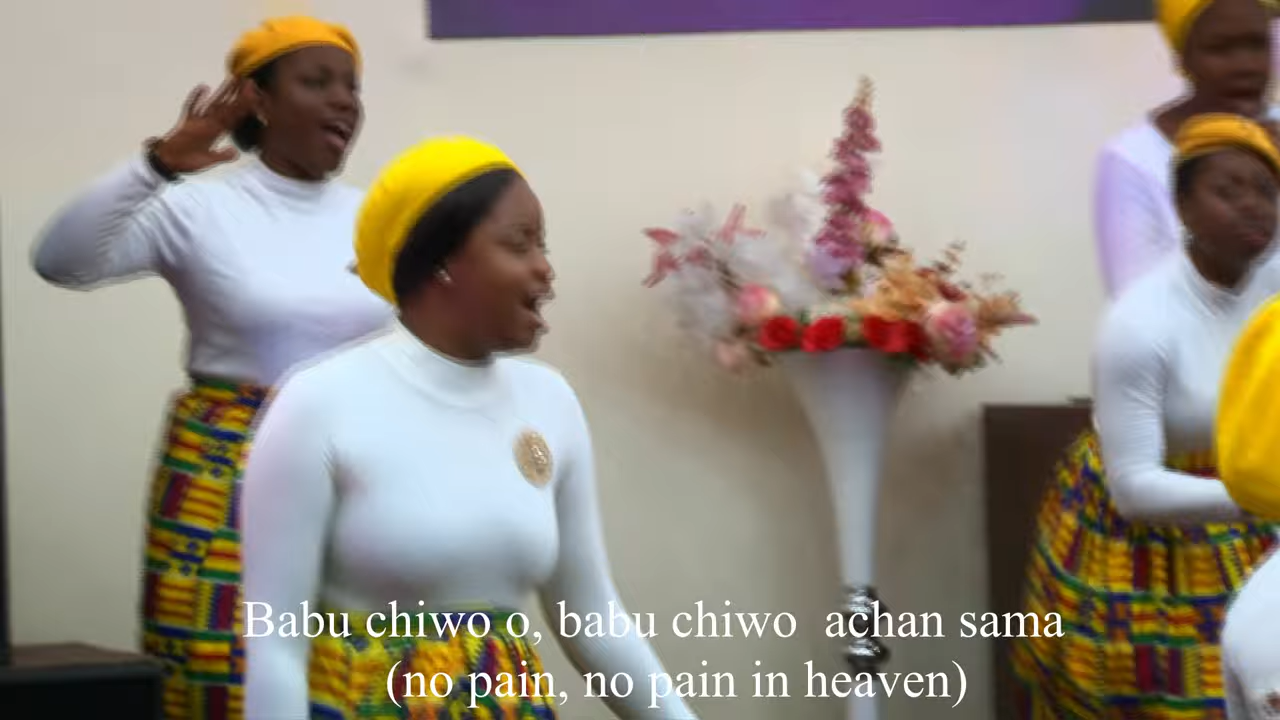 Babu chiwo o, babu chiwo  achan sama
(no pain, no pain in heaven)